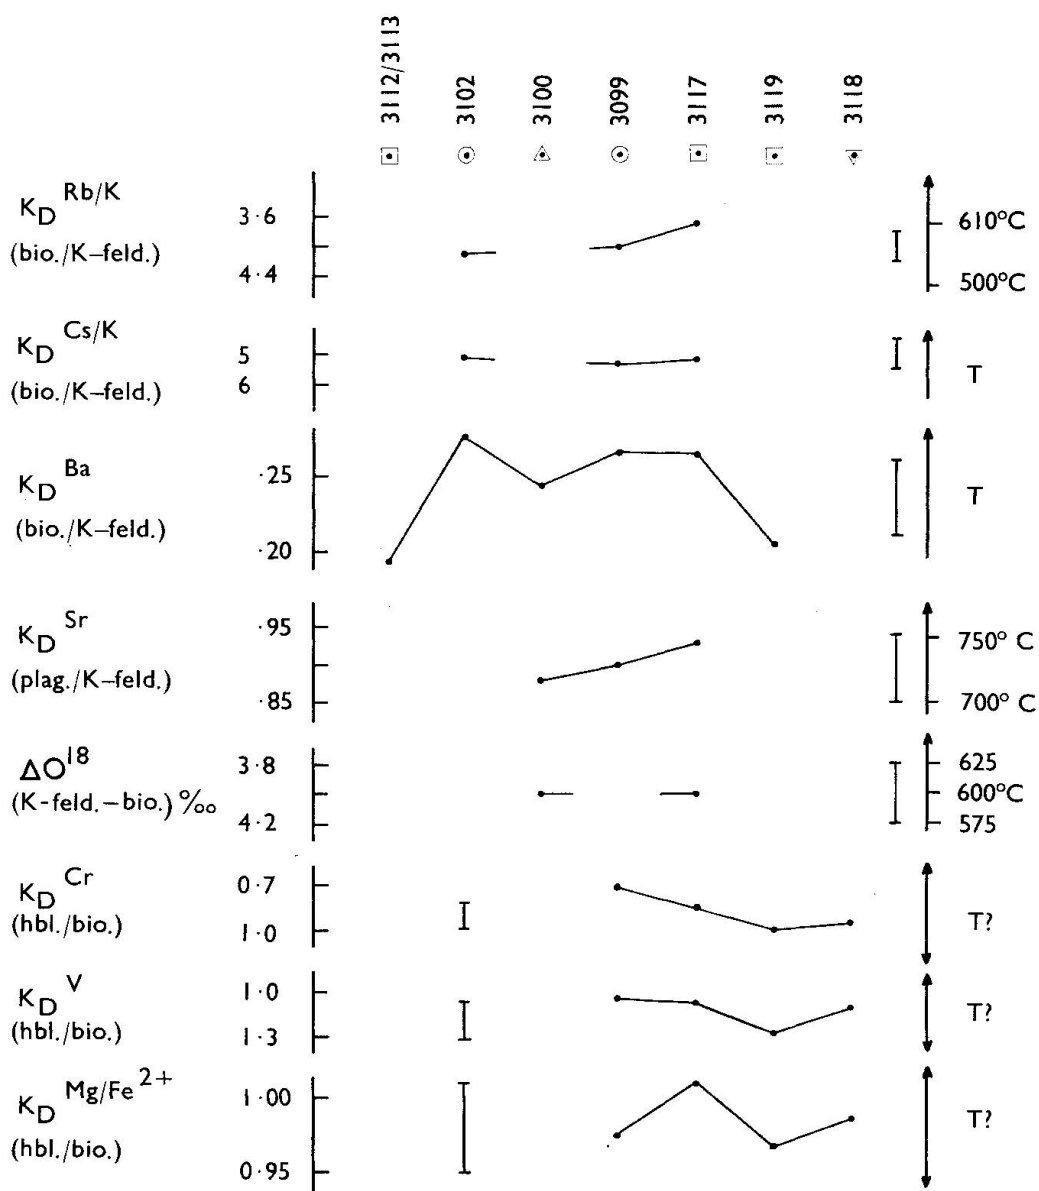 3112/3113
3102
3100
3099
3117
3119
3118
K_D Rb/K
(bio./K–feld.)
3·6
4·4
610°C
500°C
K_D Cs/K
(bio./K–feld.)
5
6
T
K_D Ba
(bio./K–feld.)
·25
·20
T
K_D Sr
(plag./K–feld.)
·95
·85
750° C
700° C
ΔO¹⁸
(K-feld.–bio.) ‰
3·8
4·2
625
600°C
575
K_D Cr
(hbl./bio.)
0·7
1·0
T?
K_D V
(hbl./bio.)
1·0
1·3
T?
K_D Mg/Fe²⁺
(hbl./bio.)
1·00
0·95
T?